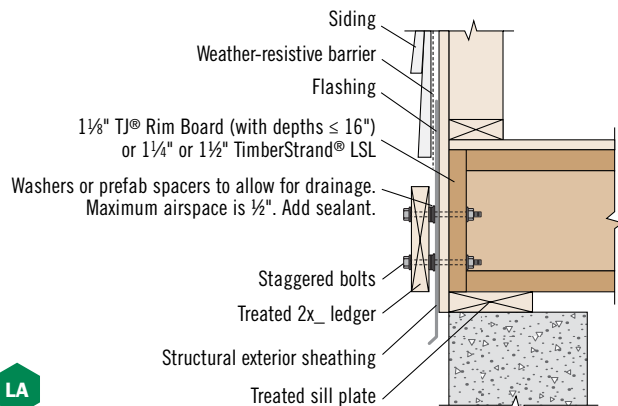 Siding
Weather-resistive barrier
Flashing
1⅛" TJ® Rim Board (with depths ≤ 16")
or 1¼" or 1½" TimberStrand® LSL
Washers or prefab spacers to allow for drainage.
Maximum airspace is ½". Add sealant.
Staggered bolts
Treated 2x_ ledger
Structural exterior sheathing
Treated sill plate
LA